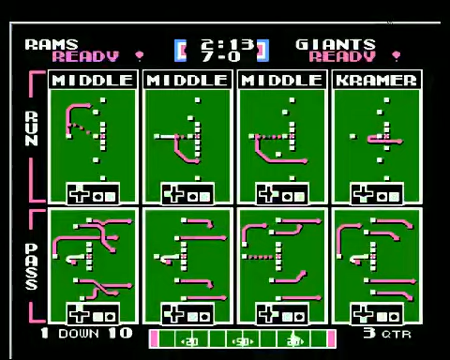 RAMS 2:13 GIANTS
READY 7-0 READY
MIDDLE MIDDLE MIDDLE KRAMER
RUN
PASS
1 DOWN 10 3 QTR
20 50 20